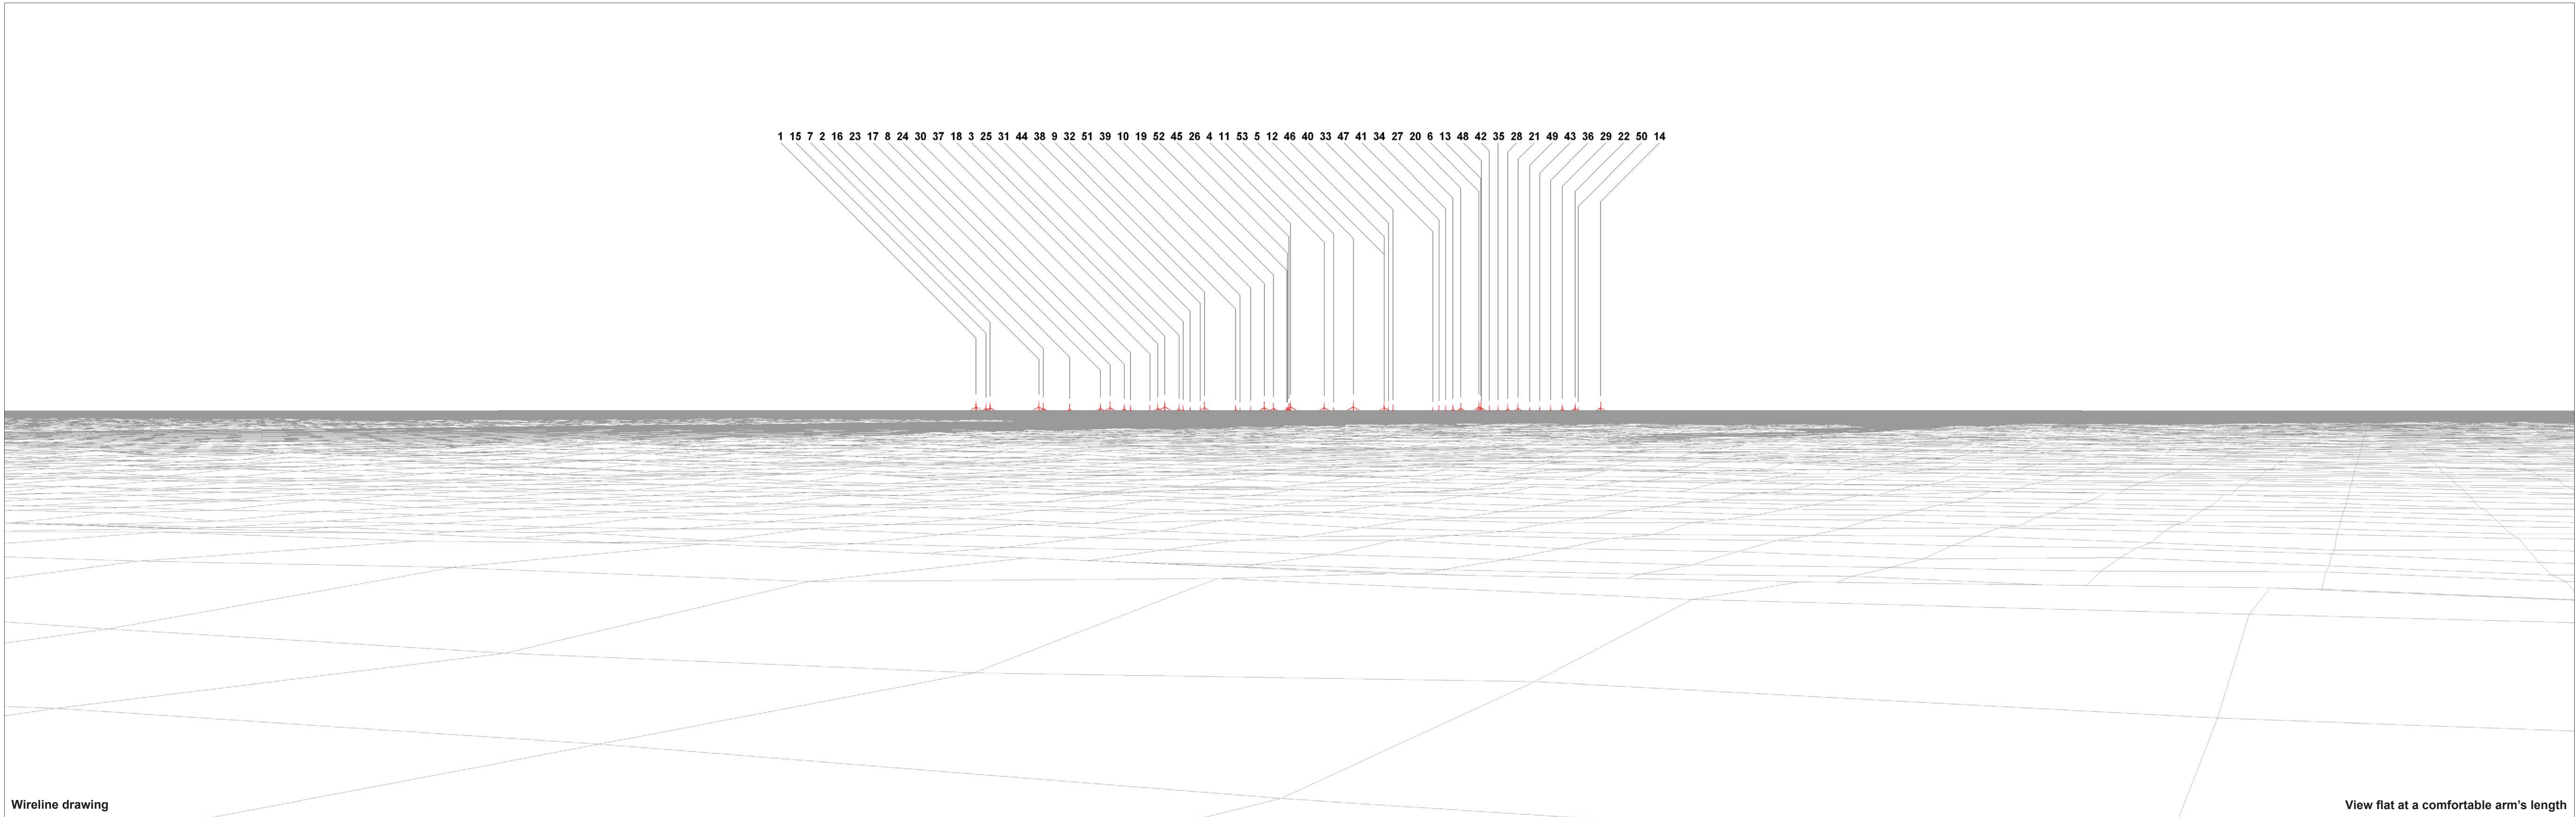 1 15 7 2 16 23 17 8 24 30 37 18 3 25 31 44 38 9 32 51 39 10 19 52 45 26 4 11 53 5 12 46 40 33 47 41 34 27 20 6 13 48 42 35 28 21 49 43 36 29 22 50 14
Wireline drawing
View flat at a comfortable arm’s length